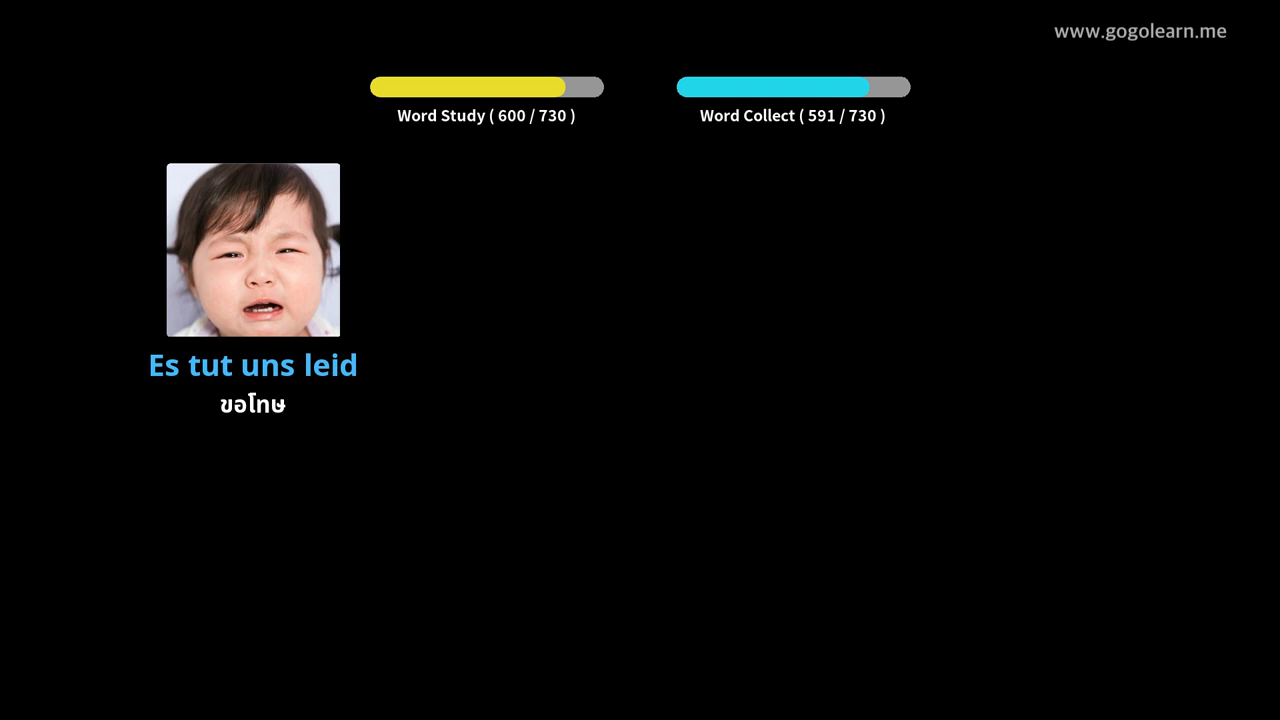 www.gogolearn.me
Word Study ( 600 / 730 )
Word Collect ( 591 / 730 )
Es tut uns leid
ขอโทษ